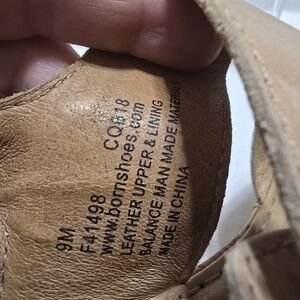 9M CQ618
F41498
www.bornshoes.com
LEATHER UPPER & LINING
BALANCE MAN MADE MATERIALS
MADE IN CHINA